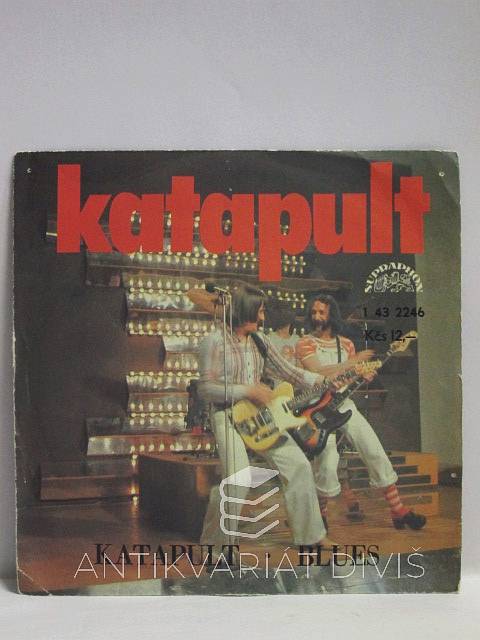 katapult
SUPRAPHON
1 43 2246
Kčs 12,–
KATAPULT · BLUES
ANTIKVARIÁT DIVIŠ